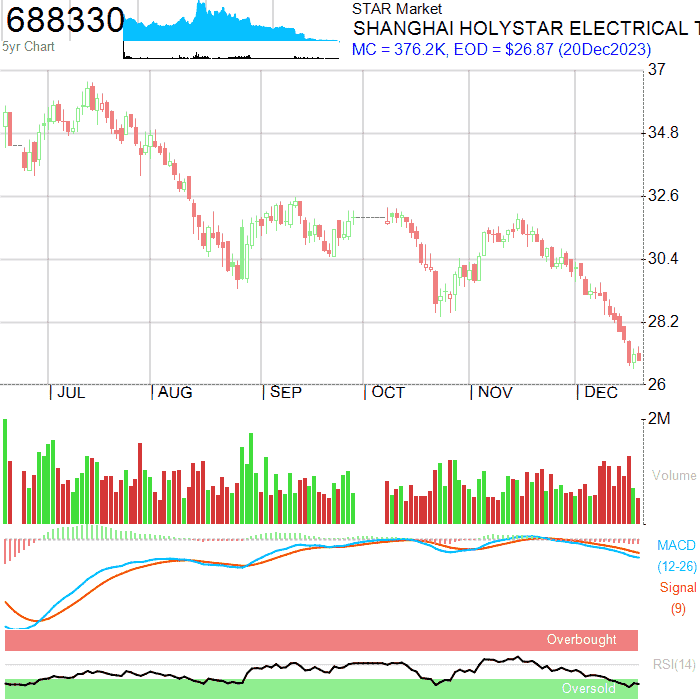 688330
5yr Chart
STAR Market
SHANGHAI HOLYSTAR ELECTRICAL T
MC = 376.2K, EOD = $26.87 (20Dec2023)
37
34.8
32.6
30.4
28.2
26
JUL AUG SEP OCT NOV DEC
2M
Volume
MACD
(12-26)
Signal
(9)
Overbought
RSI(14)
Oversold